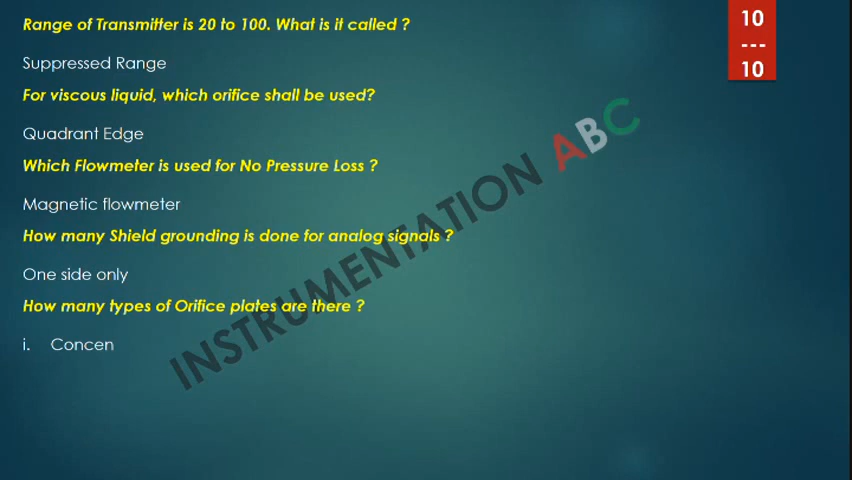 Range of Transmitter is 20 to 100. What is it called ?
10
---
10
Suppressed Range
For viscous liquid, which orifice shall be used?
Quadrant Edge
Which Flowmeter is used for No Pressure Loss ?
Magnetic flowmeter
How many Shield grounding is done for analog signals ?
One side only
How many types of Orifice plates are there ?
i. Concen
INSTRUMENTATION ABC